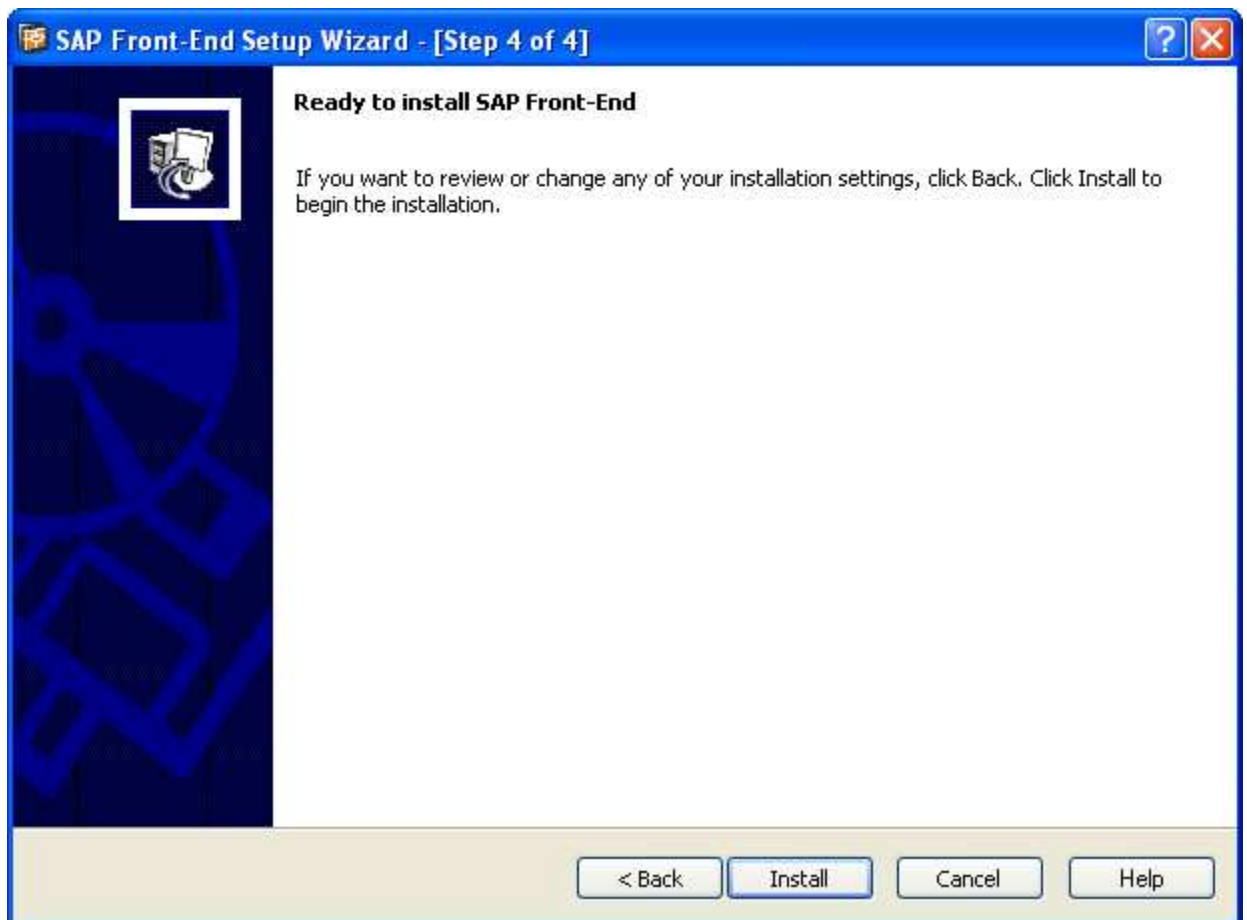 SAP Front-End Setup Wizard - [Step 4 of 4]
Ready to install SAP Front-End
If you want to review or change any of your installation settings, click Back. Click Install to
begin the installation.
< Back Install Cancel Help